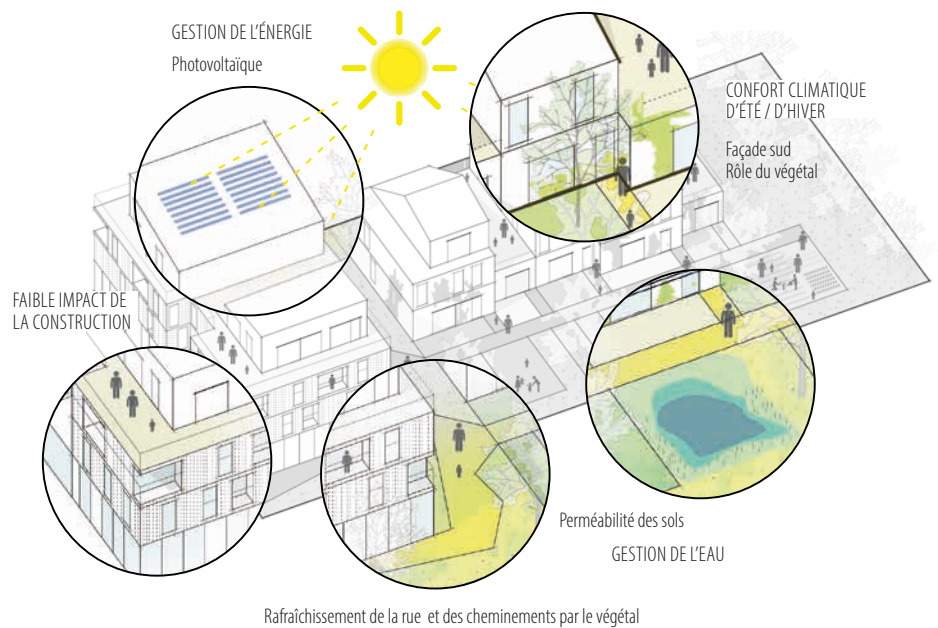 GESTION DE L'ÉNERGIE
Photovoltaïque
CONFORT CLIMATIQUE
D'ÉTÉ / D'HIVER
Façade sud
Rôle du végétal
FAIBLE IMPACT DE
LA CONSTRUCTION
Perméabilité des sols
GESTION DE L'EAU
Rafraîchissement de la rue et des cheminements par le végétal